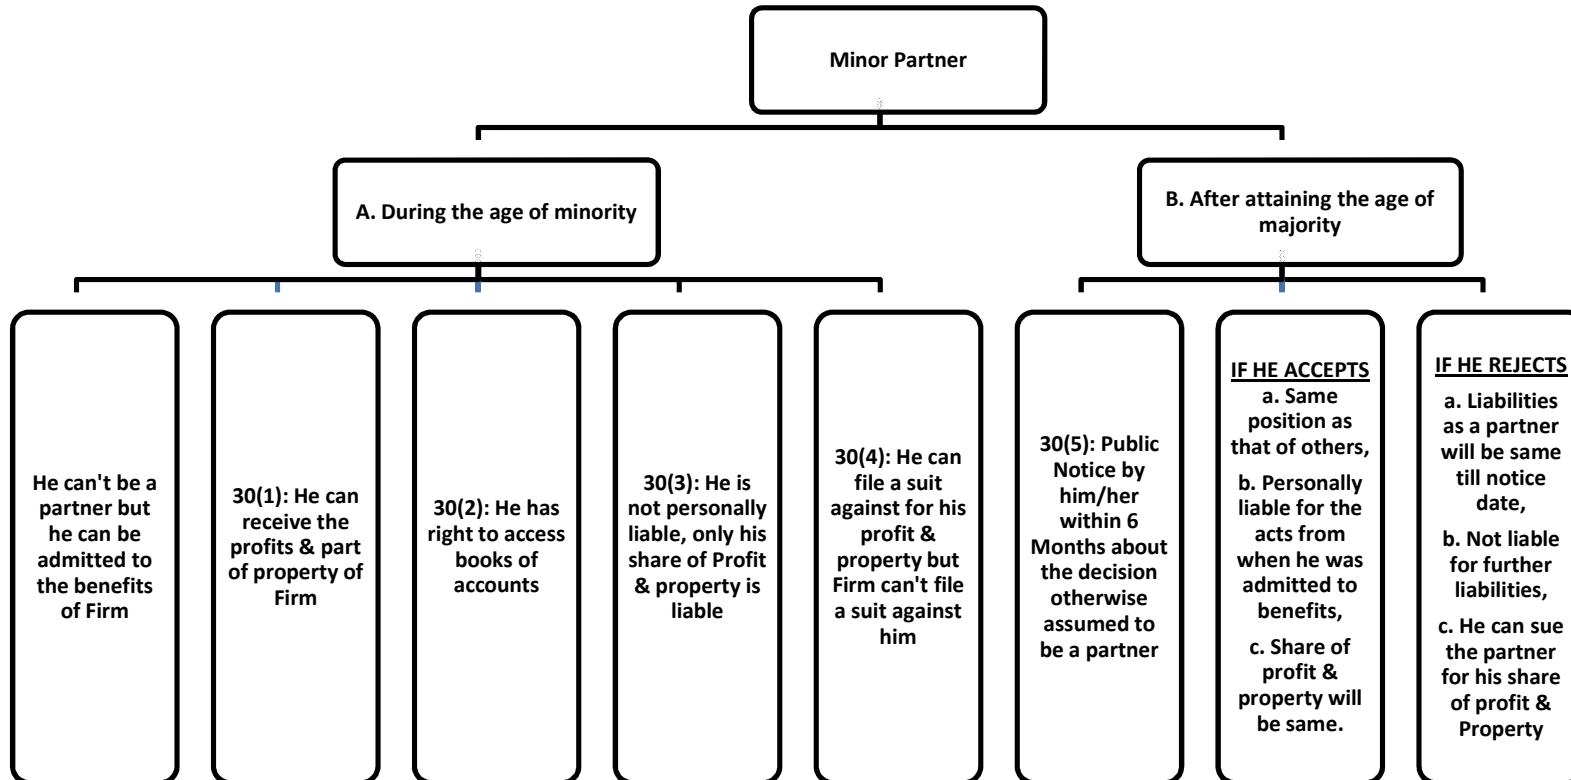 Minor Partner
A. During the age of minority
B. After attaining the age of
majority
He can't be a
partner but
he can be
admitted to
the benefits
of Firm
30(1): He can
receive the
profits & part
of property of
Firm
30(2): He has
right to access
books of
accounts
30(3): He is
not personally
liable, only his
share of Profit
& property is
liable
30(4): He can
file a suit
against for his
profit &
property but
Firm can't file
a suit against
him
30(5): Public
Notice by
him/her
within 6
Months about
the decision
otherwise
assumed to
be a partner
IF HE ACCEPTS
a. Same
position as
that of others,
b. Personally
liable for the
acts from
when he was
admitted to
benefits,
c. Share of
profit &
property will
be same.
IF HE REJECTS
a. Liabilities
as a partner
will be same
till notice
date,
b. Not liable
for further
liabilities,
c. He can sue
the partner
for his share
of profit &
Property